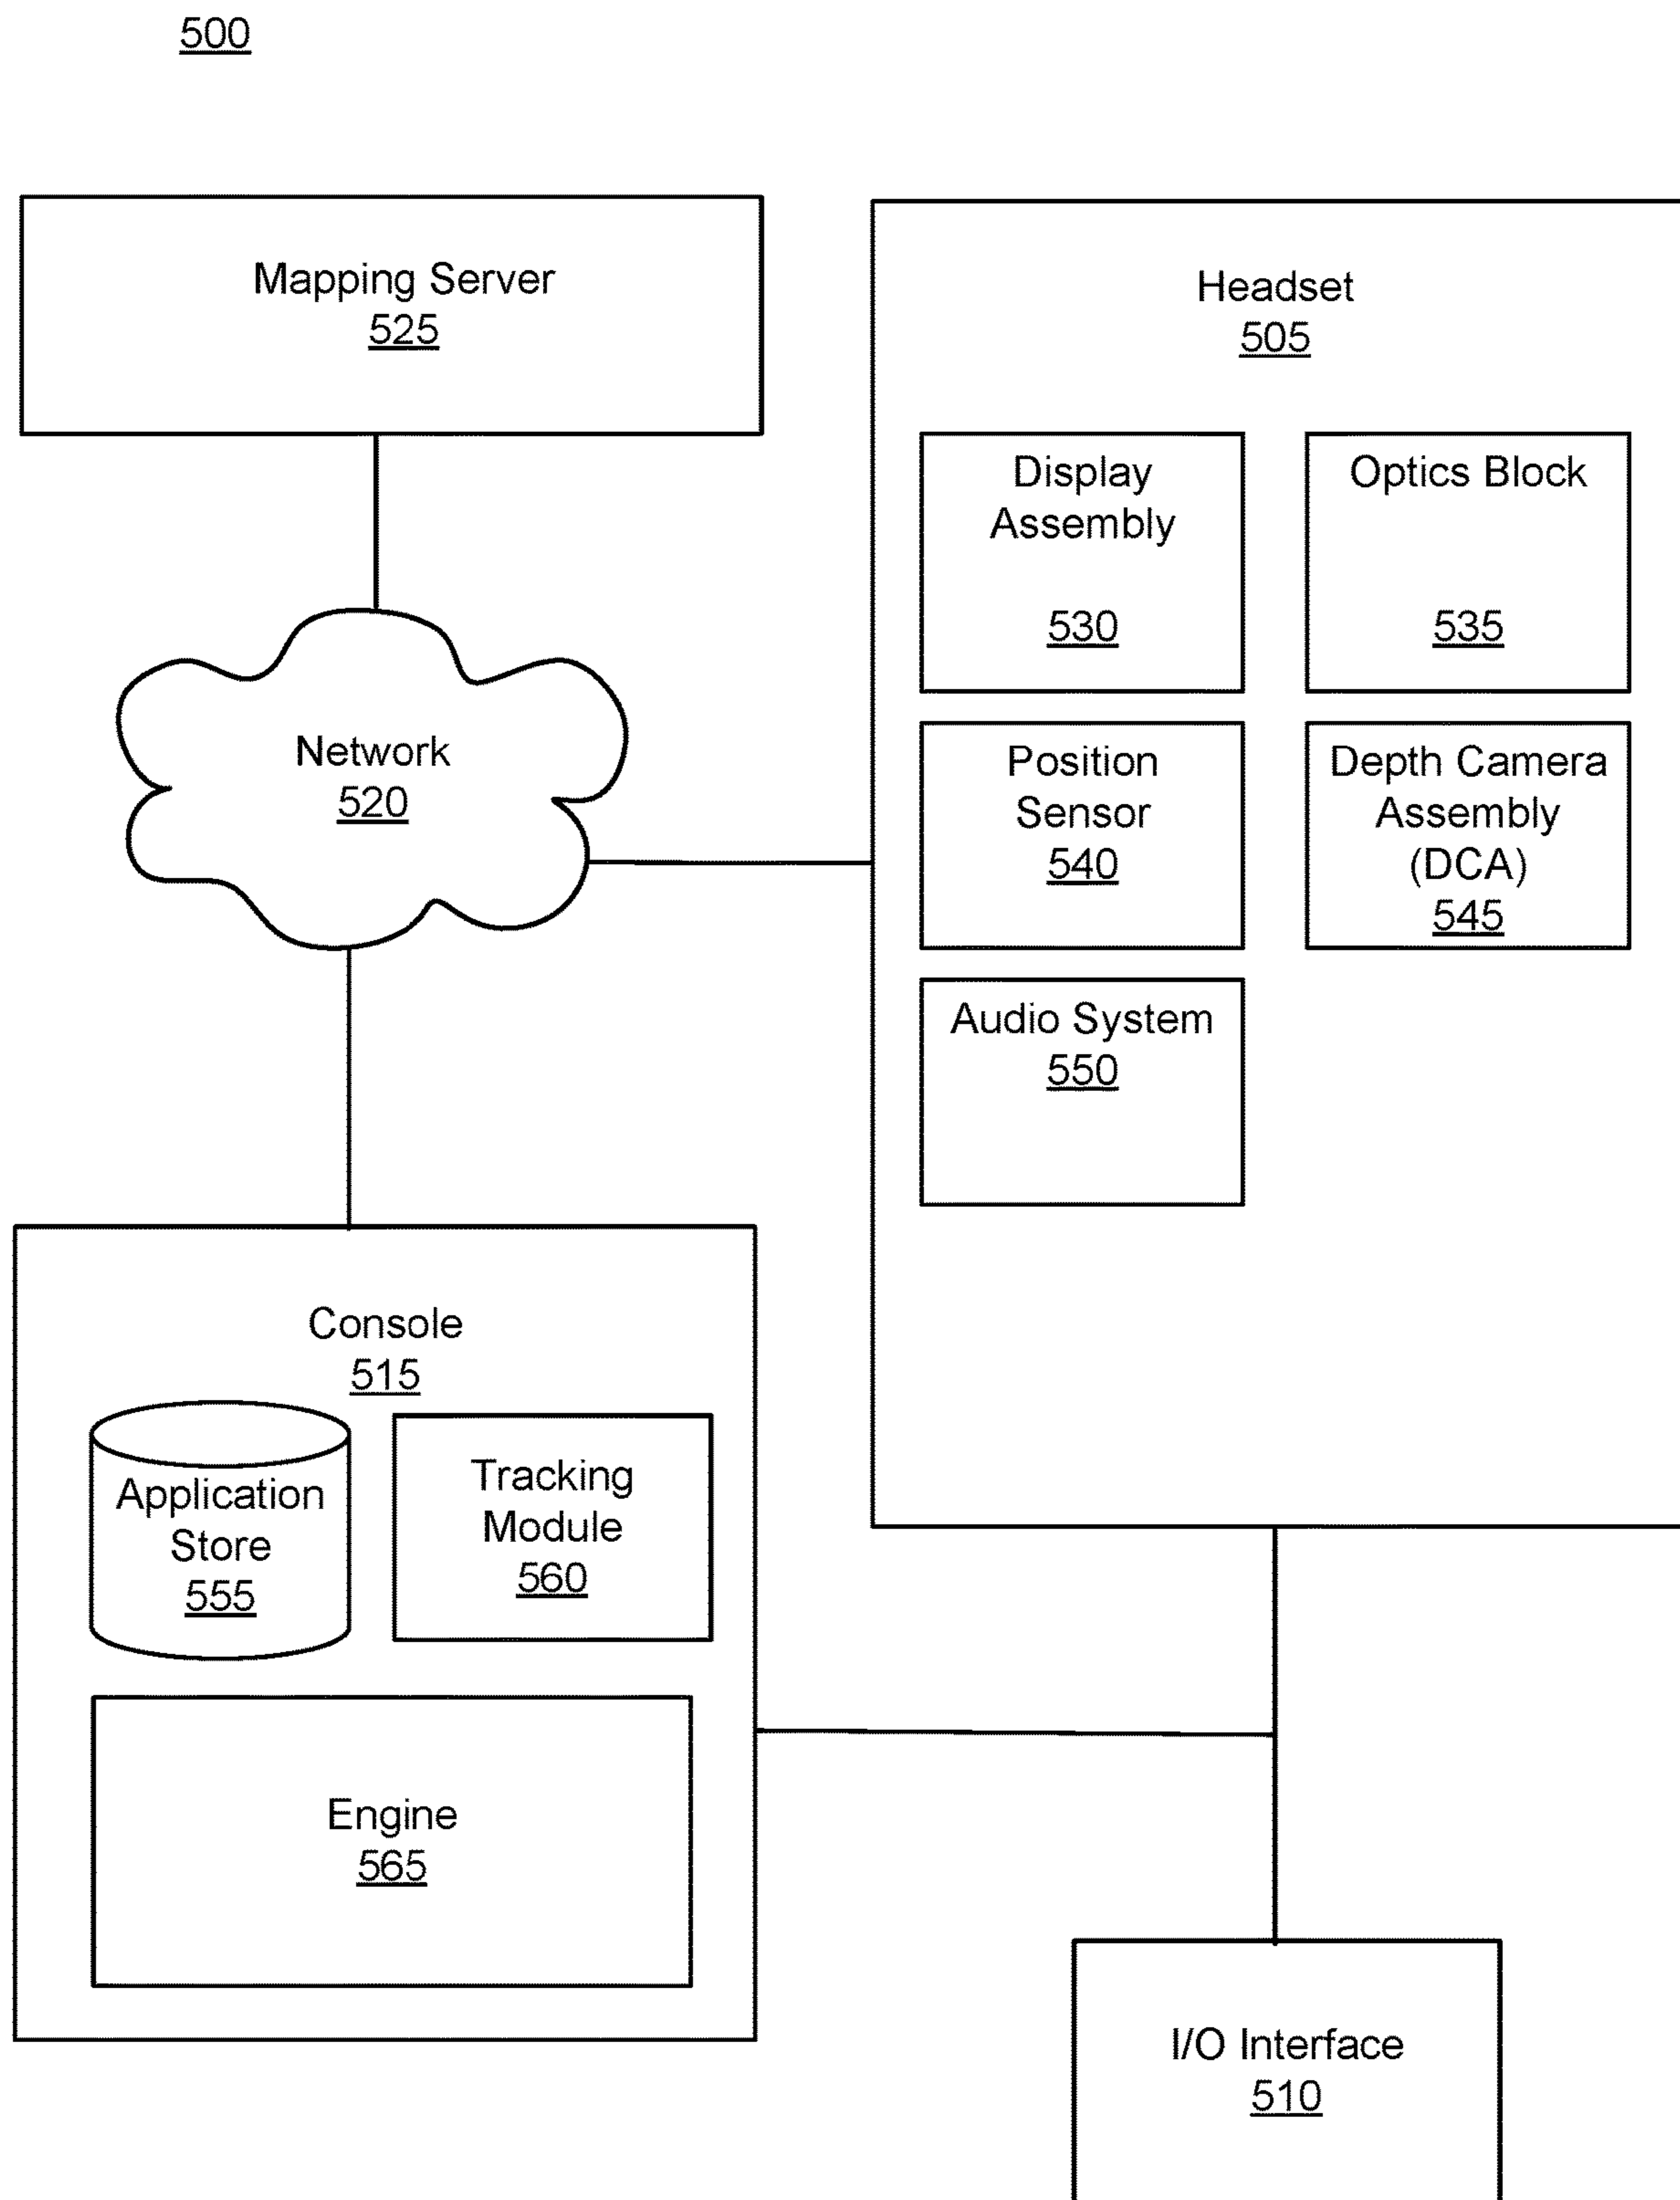 500
Mapping Server
525
Headset
505
Display
Assembly
530
Optics Block
535
Network
520
Position
Sensor
540
Depth Camera
Assembly
(DCA)
545
Audio System
550
Console
515
Application
Store
555
Tracking
Module
560
Engine
565
I/O Interface
510